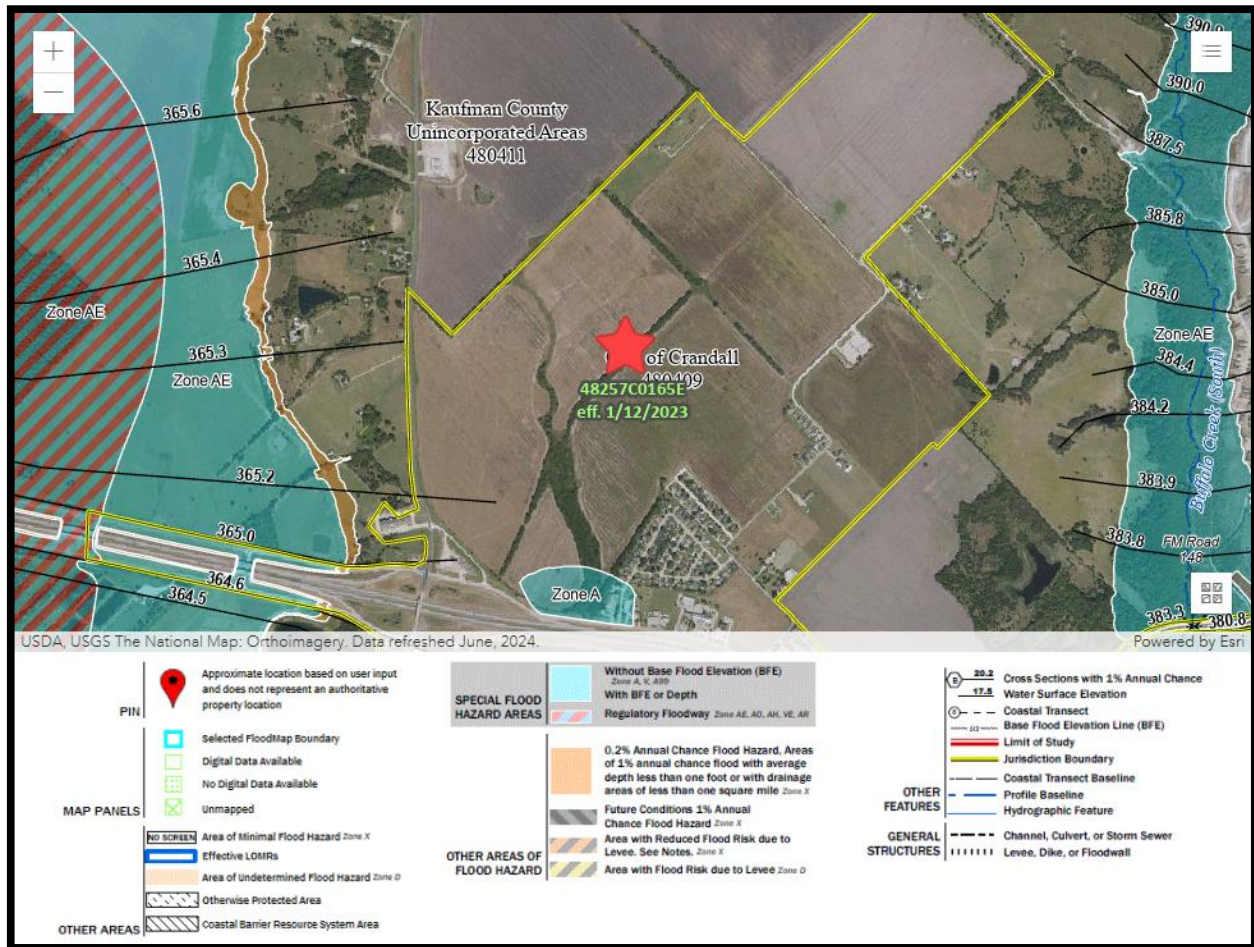 +
−
390.0
390.0
365.6
Kaufman County
Unincorporated Areas
480411
387.5
385.8
365.4
385.0
Zone AE
Zone AE
365.3
of Crandall
384.4
Zone AE
480409
48257C0165E
eff. 1/12/2023
384.2
Buffalo Creek (South)
365.2
383.9
365.0
383.8
FM Road
148
364.6
Zone A
364.5
383.3
380.8
USDA, USGS The National Map: Orthoimagery. Data refreshed June, 2024.
Powered by Esri
PIN
Approximate location based on user input
and does not represent an authoritative
property location
MAP PANELS
Selected FloodMap Boundary
Digital Data Available
No Digital Data Available
Unmapped
OTHER AREAS
NO SCREEN Area of Minimal Flood Hazard Zone X
Effective LOMRs
Area of Undetermined Flood Hazard Zone D
Otherwise Protected Area
Coastal Barrier Resource System Area
SPECIAL FLOOD
HAZARD AREAS
Without Base Flood Elevation (BFE)
Zone A, V, A99
With BFE or Depth
Regulatory Floodway Zone AE, AO, AH, VE, AR
OTHER AREAS OF
FLOOD HAZARD
0.2% Annual Chance Flood Hazard, Areas
of 1% annual chance flood with average
depth less than one foot or with drainage
areas of less than one square mile Zone X
Future Conditions 1% Annual
Chance Flood Hazard Zone X
Area with Reduced Flood Risk due to
Levee. See Notes. Zone X
Area with Flood Risk due to Levee Zone D
OTHER
FEATURES
20.2 Cross Sections with 1% Annual Chance
17.5 Water Surface Elevation
Coastal Transect
Base Flood Elevation Line (BFE)
Limit of Study
Jurisdiction Boundary
Coastal Transect Baseline
Profile Baseline
Hydrographic Feature
GENERAL
STRUCTURES
Channel, Culvert, or Storm Sewer
Levee, Dike, or Floodwall